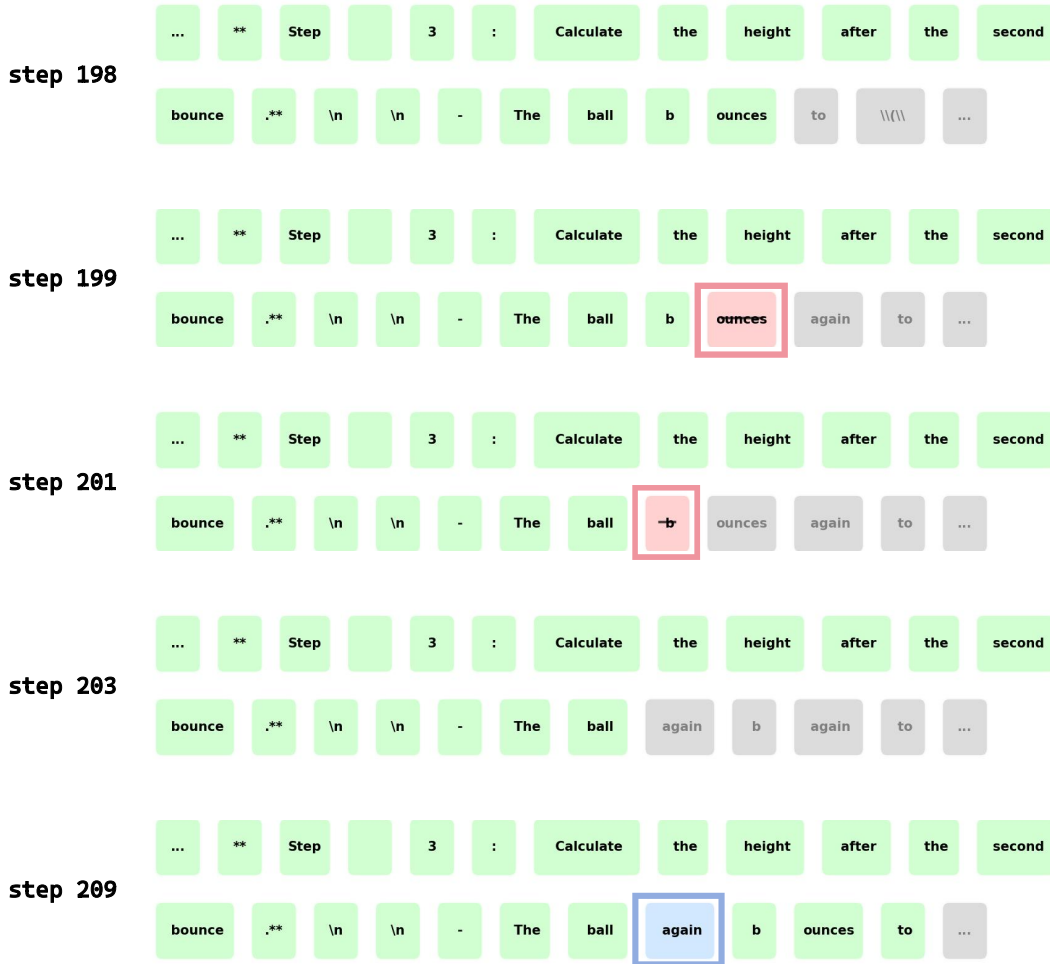 ... ** Step 3 : Calculate the height after the second
step 198
bounce .** \n \n - The ball b ounces to \\(\\ ...
... ** Step 3 : Calculate the height after the second
step 199
bounce .** \n \n - The ball b ounces again to ...
... ** Step 3 : Calculate the height after the second
step 201
bounce .** \n \n - The ball b ounces again to ...
... ** Step 3 : Calculate the height after the second
step 203
bounce .** \n \n - The ball again b again to ...
... ** Step 3 : Calculate the height after the second
step 209
bounce .** \n \n - The ball again b ounces to ...